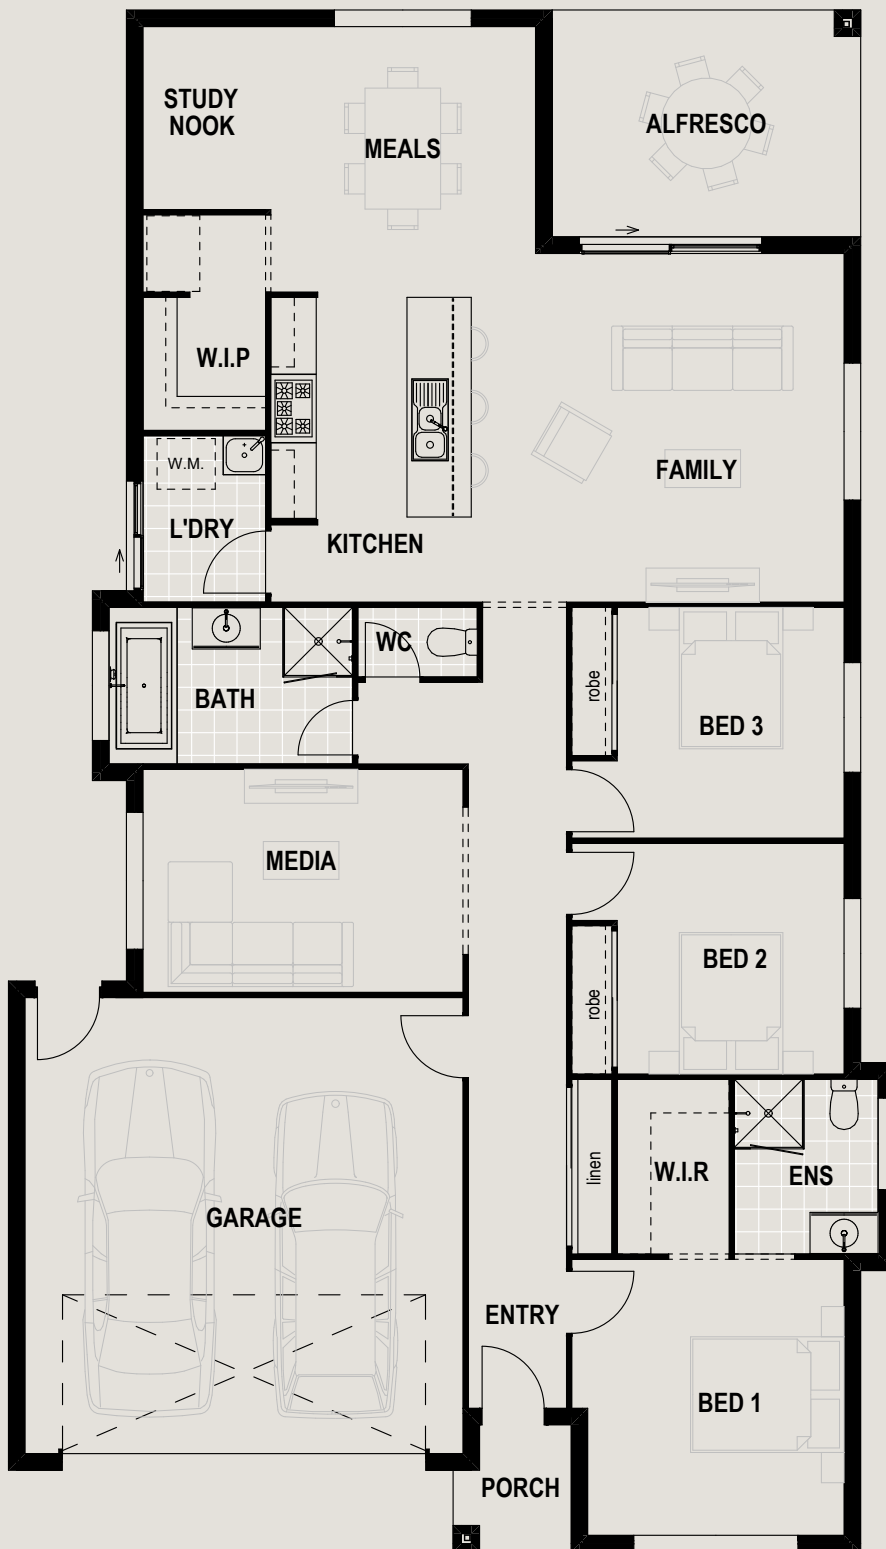 STUDY
NOOK
MEALS
ALFRESCO
W.I.P
W.M.
L'DRY
KITCHEN
FAMILY
WC
BATH
robe
BED 3
MEDIA
BED 2
robe
linen
W.I.R
ENS
GARAGE
ENTRY
BED 1
PORCH